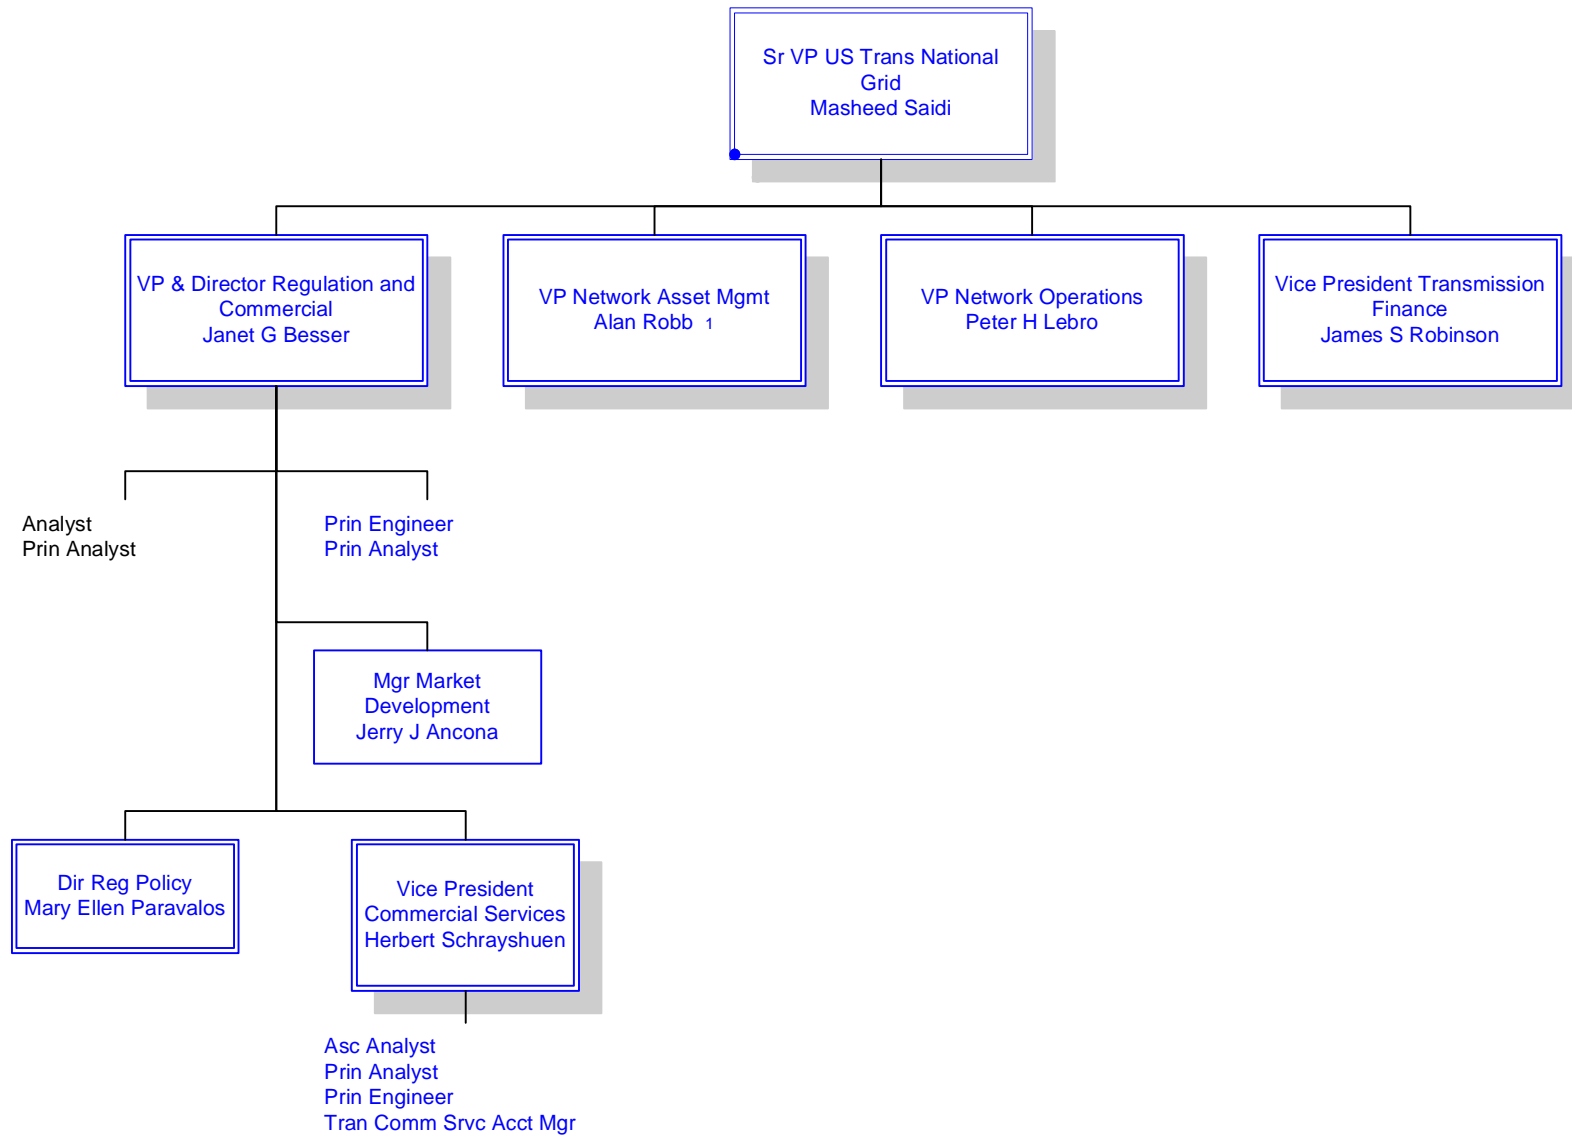 Sr VP US Trans National
Grid
Masheed Saidi
VP & Director Regulation and
Commercial
Janet G Besser
VP Network Asset Mgmt
Alan Robb 1
VP Network Operations
Peter H Lebro
Vice President Transmission
Finance
James S Robinson
Analyst
Prin Analyst
Prin Engineer
Prin Analyst
Mgr Market
Development
Jerry J Ancona
Dir Reg Policy
Mary Ellen Paravalos
Vice President
Commercial Services
Herbert Schrayshuen
Asc Analyst
Prin Analyst
Prin Engineer
Tran Comm Srvc Acct Mgr